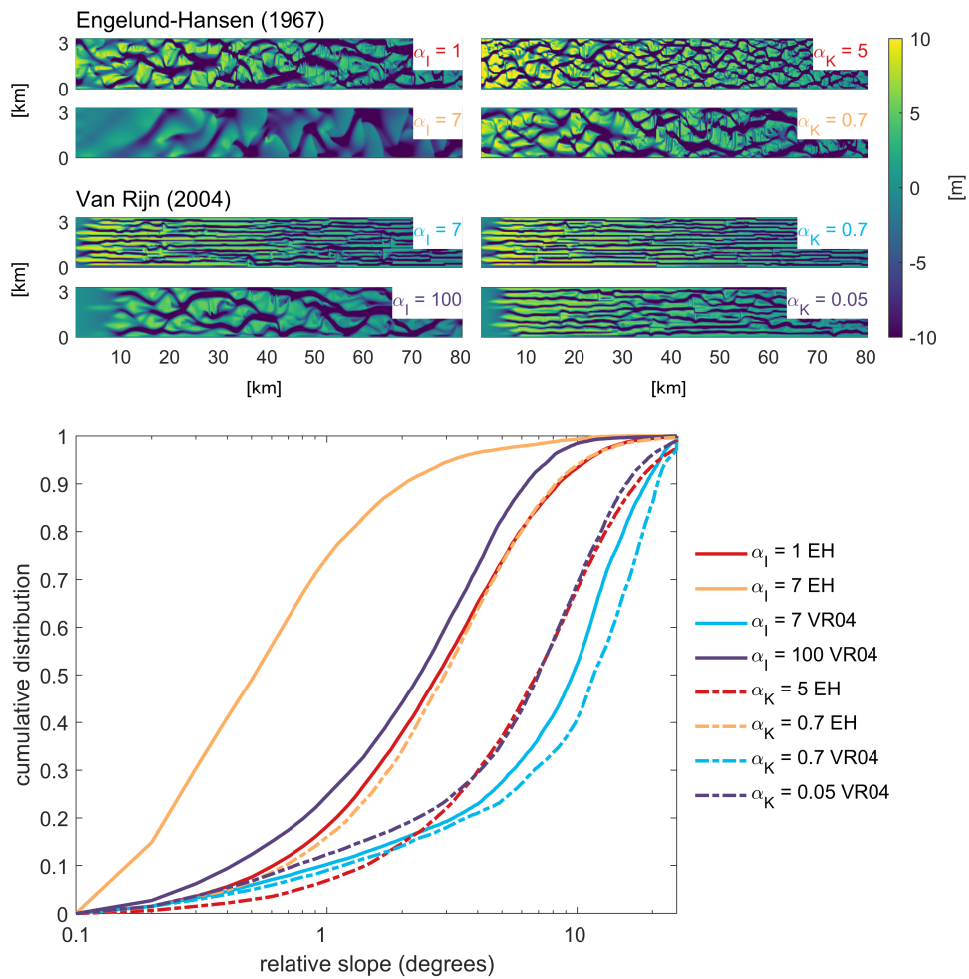 Engelund-Hansen (1967)
3
0
[km]
α_I = 1
α_K = 5
3
0
α_I = 7
α_K = 0.7
Van Rijn (2004)
3
0
[km]
α_I = 7
α_K = 0.7
3
0
α_I = 100
α_K = 0.05
10 20 30 40 50 60 70 80
10 20 30 40 50 60 70 80
[km]
[km]
10
5
0
-5
-10
[m]
1
0.9
0.8
0.7
0.6
0.5
0.4
0.3
0.2
0.1
0
cumulative distribution
0.1 1 10
relative slope (degrees)
α_I = 1 EH
α_I = 7 EH
α_I = 7 VR04
α_I = 100 VR04
α_K = 5 EH
α_K = 0.7 EH
α_K = 0.7 VR04
α_K = 0.05 VR04